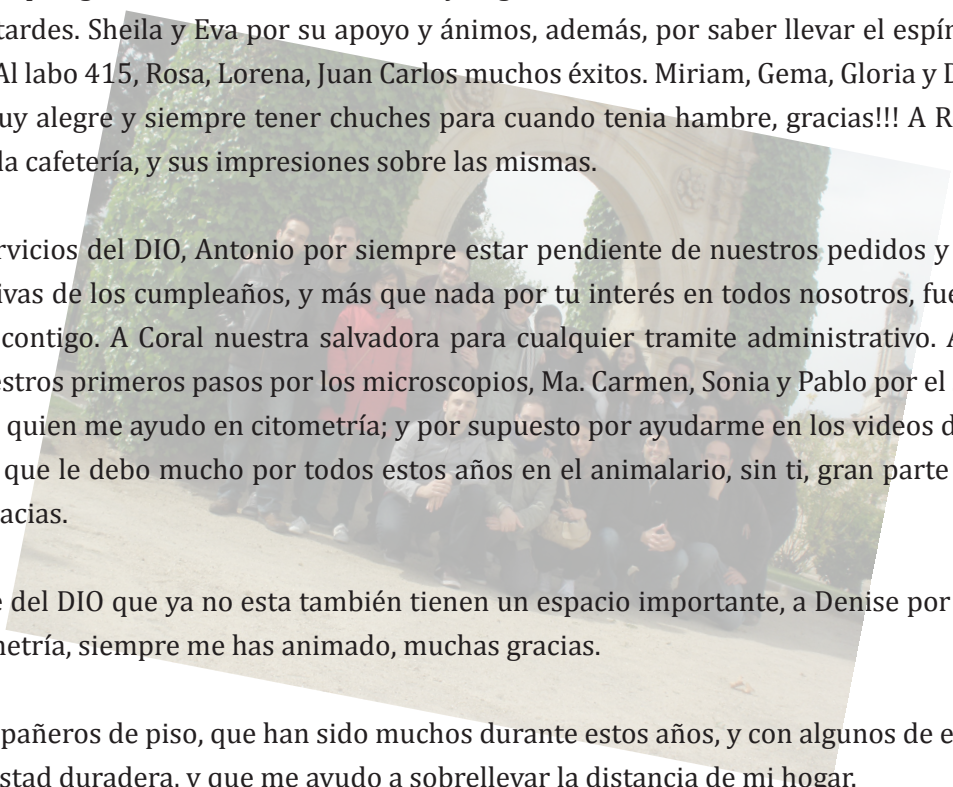 tardes. Sheila y Eva por su apoyo y ánimos, además, por saber llevar el espír
Al labo 415, Rosa, Lorena, Juan Carlos muchos éxitos. Miriam, Gema, Gloria y D
uy alegre y siempre tener chuches para cuando tenia hambre, gracias!!! A R
la cafetería, y sus impresiones sobre las mismas.
rvicios del DIO, Antonio por siempre estar pendiente de nuestros pedidos y
ivas de los cumpleaños, y más que nada por tu interés en todos nosotros, fue
contigo. A Coral nuestra salvadora para cualquier tramite administrativo. A
estros primeros pasos por los microscopios, Ma. Carmen, Sonia y Pablo por el
quien me ayudo en citometría; y por supuesto por ayudarme en los videos d
que le debo mucho por todos estos años en el animalario, sin ti, gran parte
acias.
e del DIO que ya no esta también tienen un espacio importante, a Denise por
metría, siempre me has animado, muchas gracias.
pañeros de piso, que han sido muchos durante estos años, y con algunos de e
stad duradera, y que me ayudo a sobrellevar la distancia de mi hogar.